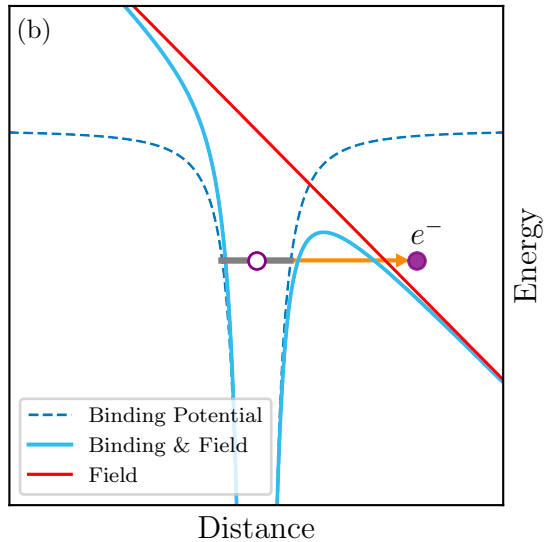 (b)
e⁻
Energy
Binding Potential
Binding & Field
Field
Distance